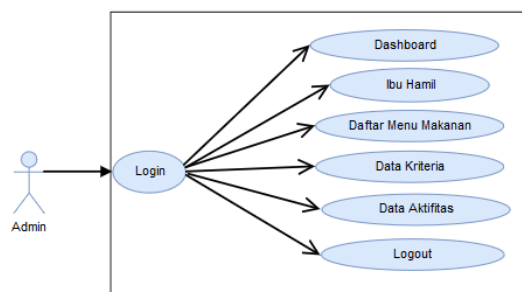 Dashboard
Ibu Hamil
Daftar Menu Makanan
Login
Data Kriteria
Data Aktifitas
Admin
Logout